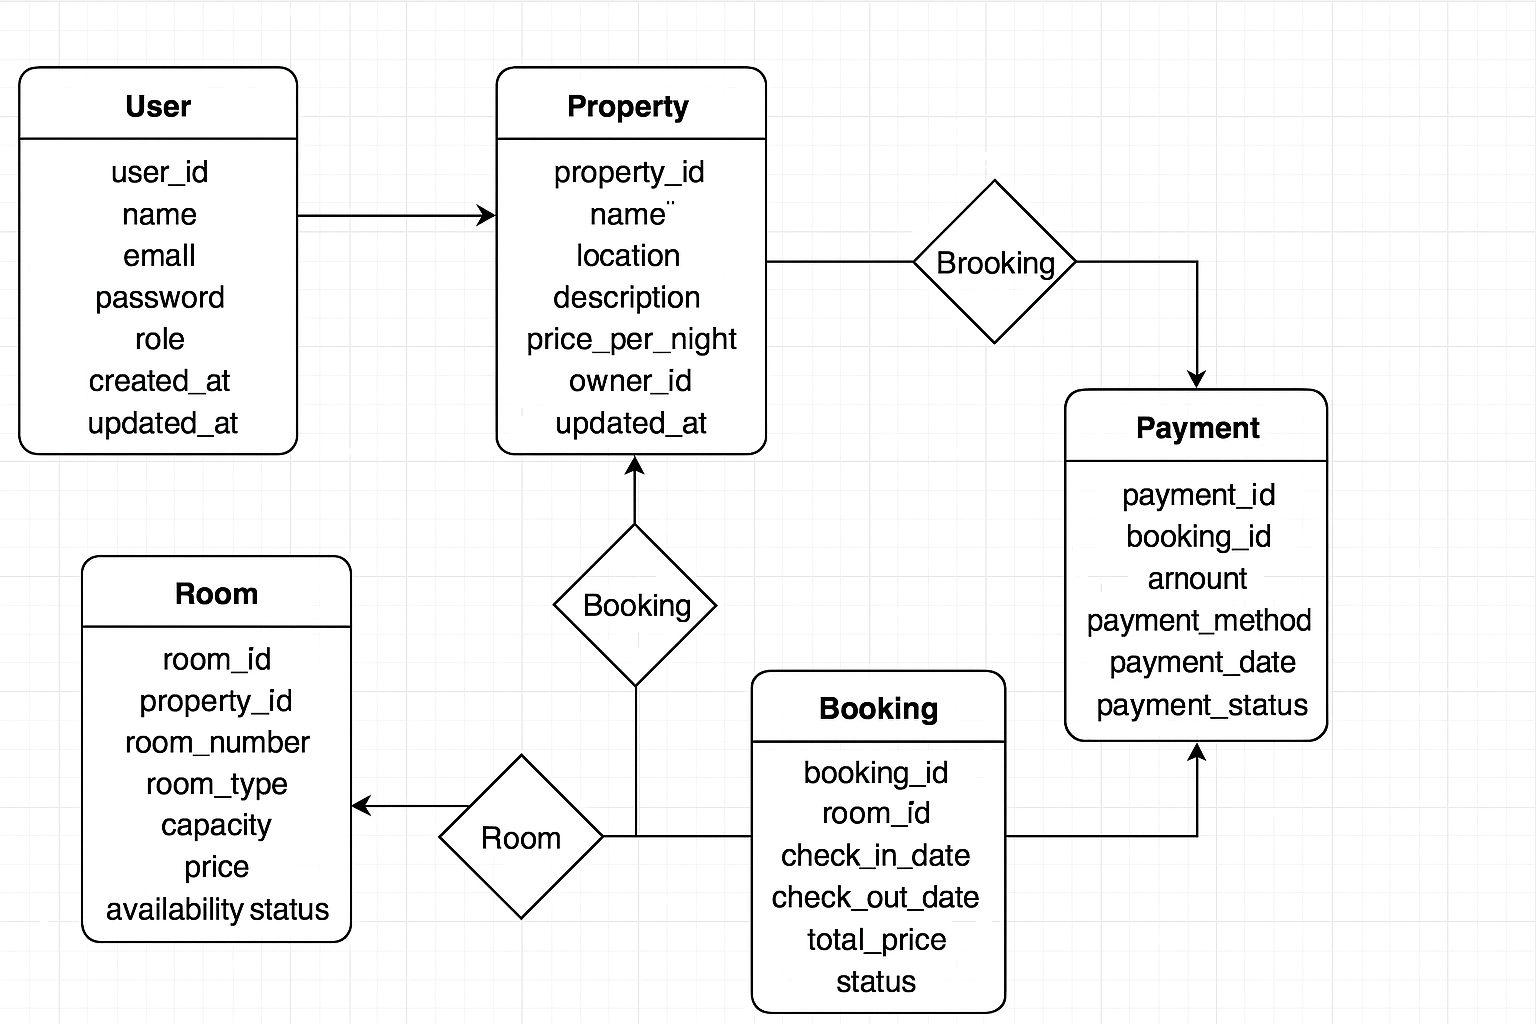 User
user_id
name
emall
password
role
created_at
updated_at
Property
property_id
name¨
location
description
price_per_night
owner_id
updated_at
Brooking
Payment
payment_id
booking_id
arnount
payment_method
payment_date
payment_status
Booking
Room
room_id
property_id
room_number
room_type
capacity
price
availability status
Room
Booking
booking_id
room_id
check_in_date
check_out_date
total_price
status